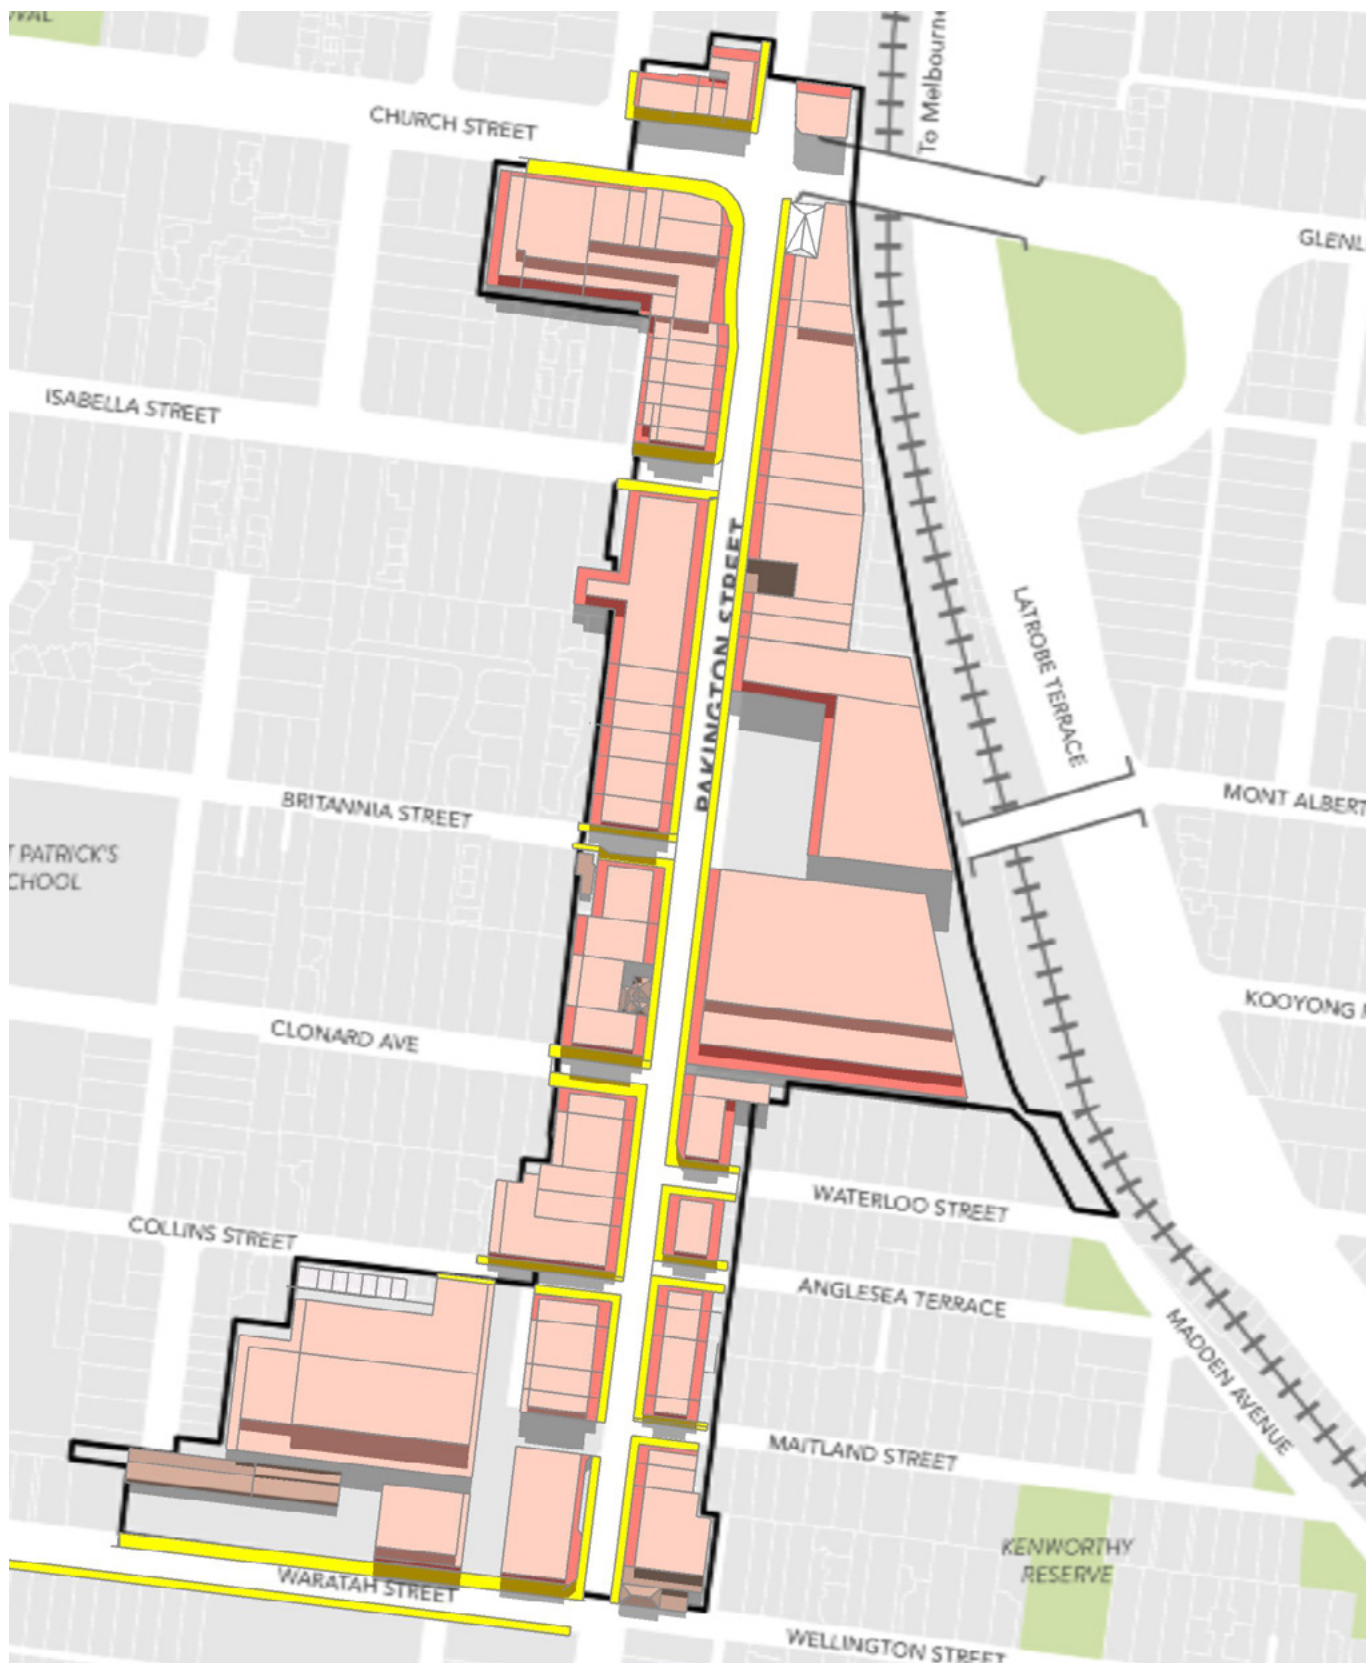 To Melbourne
CHURCH STREET
ISABELLA STREET
PAKINGTON STREET
LATROBE TERRACE
BRITANNIA STREET
MONT ALBERT
T PATRICK'S
CHOOL
CLONARD AVE
KOOYONG
COLLINS STREET
WATERLOO STREET
ANGLESEA TERRACE
MADDEN AVENUE
MAITLAND STREET
KENWORTHY
RESERVE
WARATAH STREET
WELLINGTON STREET